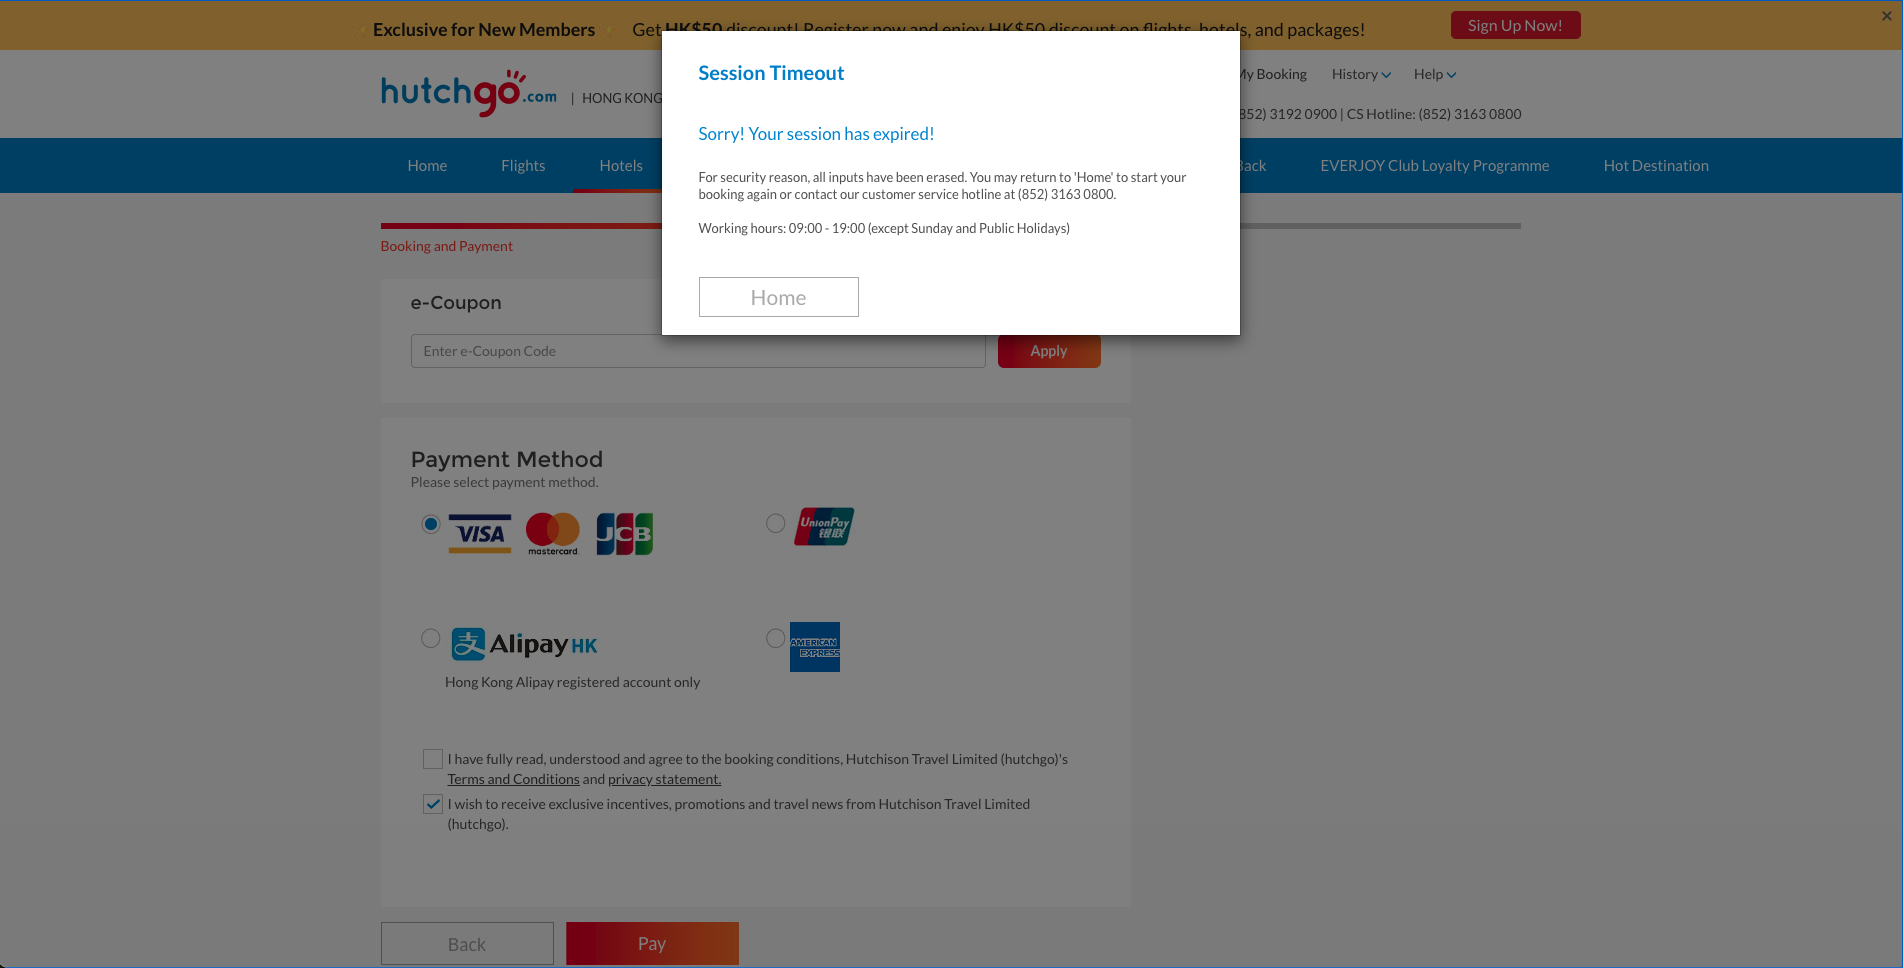 Exclusive for New Members Get HK$50 discount! Register now and enjoy HK$50 discount on flights, hotels, and packages! Sign Up Now!
hutchgo.com | HONG KONG
My Booking History Help
852) 3192 0900 | CS Hotline: (852) 3163 0800
Home Flights Hotels Back EVERJOY Club Loyalty Programme Hot Destination
Session Timeout
Sorry! Your session has expired!
For security reason, all inputs have been erased. You may return to 'Home' to start your
booking again or contact our customer service hotline at (852) 3163 0800.
Working hours: 09:00 - 19:00 (except Sunday and Public Holidays)
Home
Booking and Payment
e-Coupon
Enter e-Coupon Code
Apply
Payment Method
Please select payment method.
VISA mastercard JCB UnionPay 银联
支 Alipay HK AMERICAN EXPRESS
Hong Kong Alipay registered account only
I have fully read, understood and agree to the booking conditions, Hutchison Travel Limited (hutchgo)'s
Terms and Conditions and privacy statement.
I wish to receive exclusive incentives, promotions and travel news from Hutchison Travel Limited
(hutchgo).
Back Pay